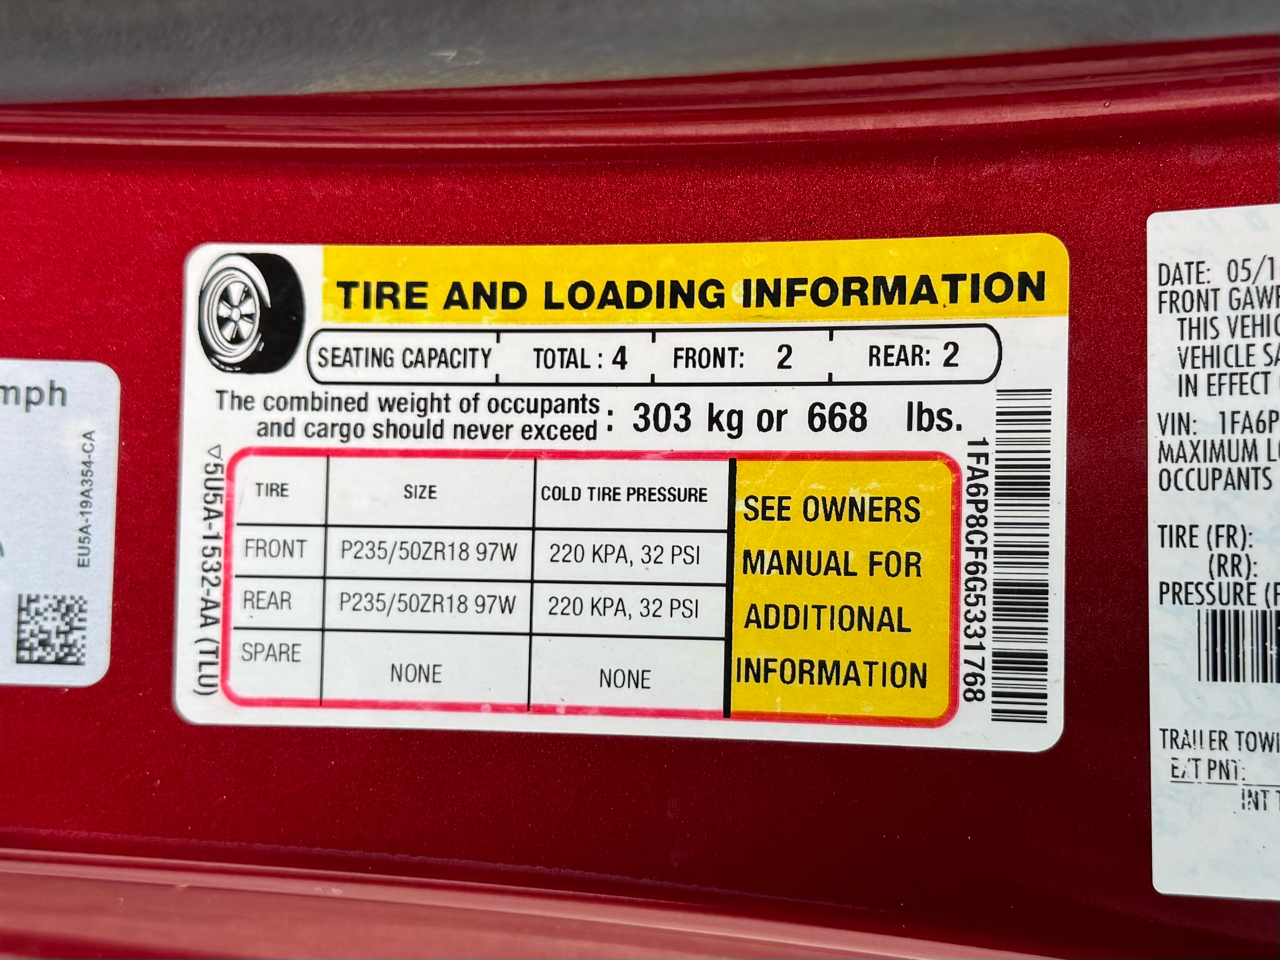 TIRE AND LOADING INFORMATION
SEATING CAPACITY TOTAL : 4 FRONT: 2 REAR: 2
The combined weight of occupants
and cargo should never exceed : 303 kg or 668 lbs.
TIRE SIZE COLD TIRE PRESSURE
FRONT P235/50ZR18 97W 220 KPA, 32 PSI
REAR P235/50ZR18 97W 220 KPA, 32 PSI
SPARE NONE NONE
SEE OWNERS
MANUAL FOR
ADDITIONAL
INFORMATION
▽5U5A-1532-AA (TLU)
1FA6P8CF6G5331768
mph
EU5A-19A354-CA
DATE: 05/1
FRONT GAWR
THIS VEHIC
VEHICLE SA
IN EFFECT
VIN: 1FA6P
MAXIMUM LO
OCCUPANTS
TIRE (FR):
(RR):
PRESSURE (F
TRAILER TOWI
EXT PNT:
INT T